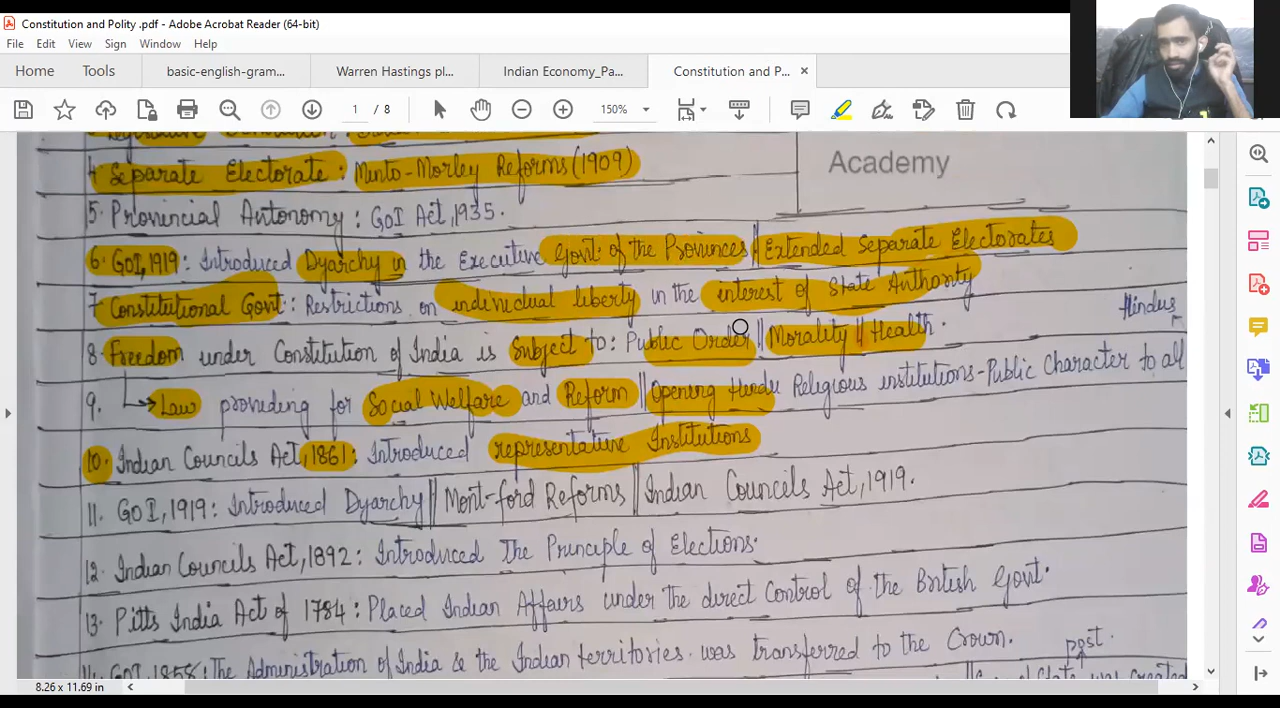 Constitution and Polity .pdf - Adobe Acrobat Reader (64-bit)
File Edit View Sign Window Help
Home Tools basic-english-gram... Warren Hastings pl... Indian Economy_Pa... Constitution and P... ×
1 / 8 150%
Academy
4. Separate Electorate: Minto-Morley Reforms (1909)
5. Provincial Autonomy: GoI Act, 1935.
6. GoI, 1919: Introduced Dyarchy in the Executive Govt. of the Provinces || Extended Separate Electorates
7. Constitutional Govt: Restrictions on individual liberty in the interest of State Authority
Hindus
8. Freedom under Constitution of India is Subject to: Public Order || Morality || Health.
9. Law providing for Social Welfare and Reform || Opening Hindu Religious institutions-Public Character to all
10. Indian Councils Act, 1861: Introduced representative Institutions
11. GOI, 1919: Introduced Dyarchy || Mont-ford Reforms || Indian Councils Act, 1919.
12. Indian Councils Act, 1892: Introduced the Principle of Elections.
13. Pitts India Act of 1784: Placed Indian Affairs under the direct Control of the British Govt.
post
14. GOI, 1858: The Administration of India & the Indian territories was transferred to the Crown.
of State was created
8.26 x 11.69 in